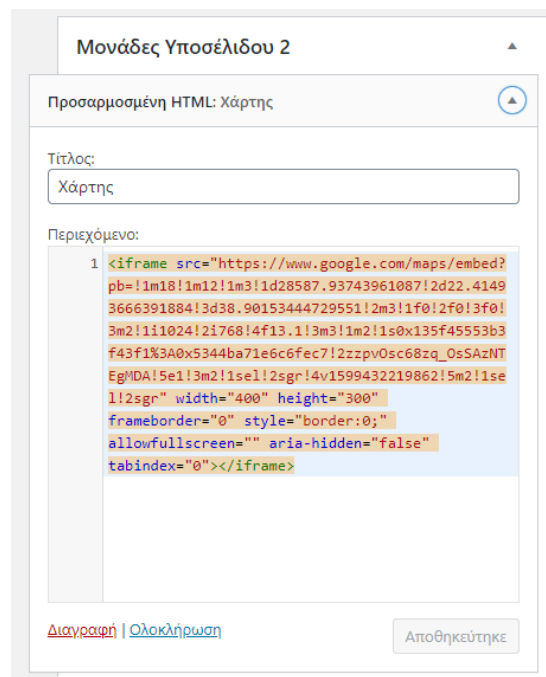 Μονάδες Υποσέλιδου 2
Προσαρμοσμένη HTML: Χάρτης
Τίτλος:
Χάρτης
Περιεχόμενο:
1 <iframe src="https://www.google.com/maps/embed?
pb=!1m18!1m12!1m3!1d28587.93743961087!2d22.4149
3666391884!3d38.90153444729551!2m3!1f0!2f0!3f0!
3m2!1i1024!2i768!4f13.1!3m3!1m2!1s0x135f45553b3
f43f1%3A0x5344ba71e6c6fec7!2zzpvOsc68zq_OsSAzNT
EgMDA!5e1!3m2!1sel!2sgr!4v1599432219862!5m2!1se
l!2sgr" width="400" height="300"
frameborder="0" style="border:0;"
allowfullscreen="" aria-hidden="false"
tabindex="0"></iframe>
Διαγραφή | Ολοκλήρωση
Αποθηκεύτηκε